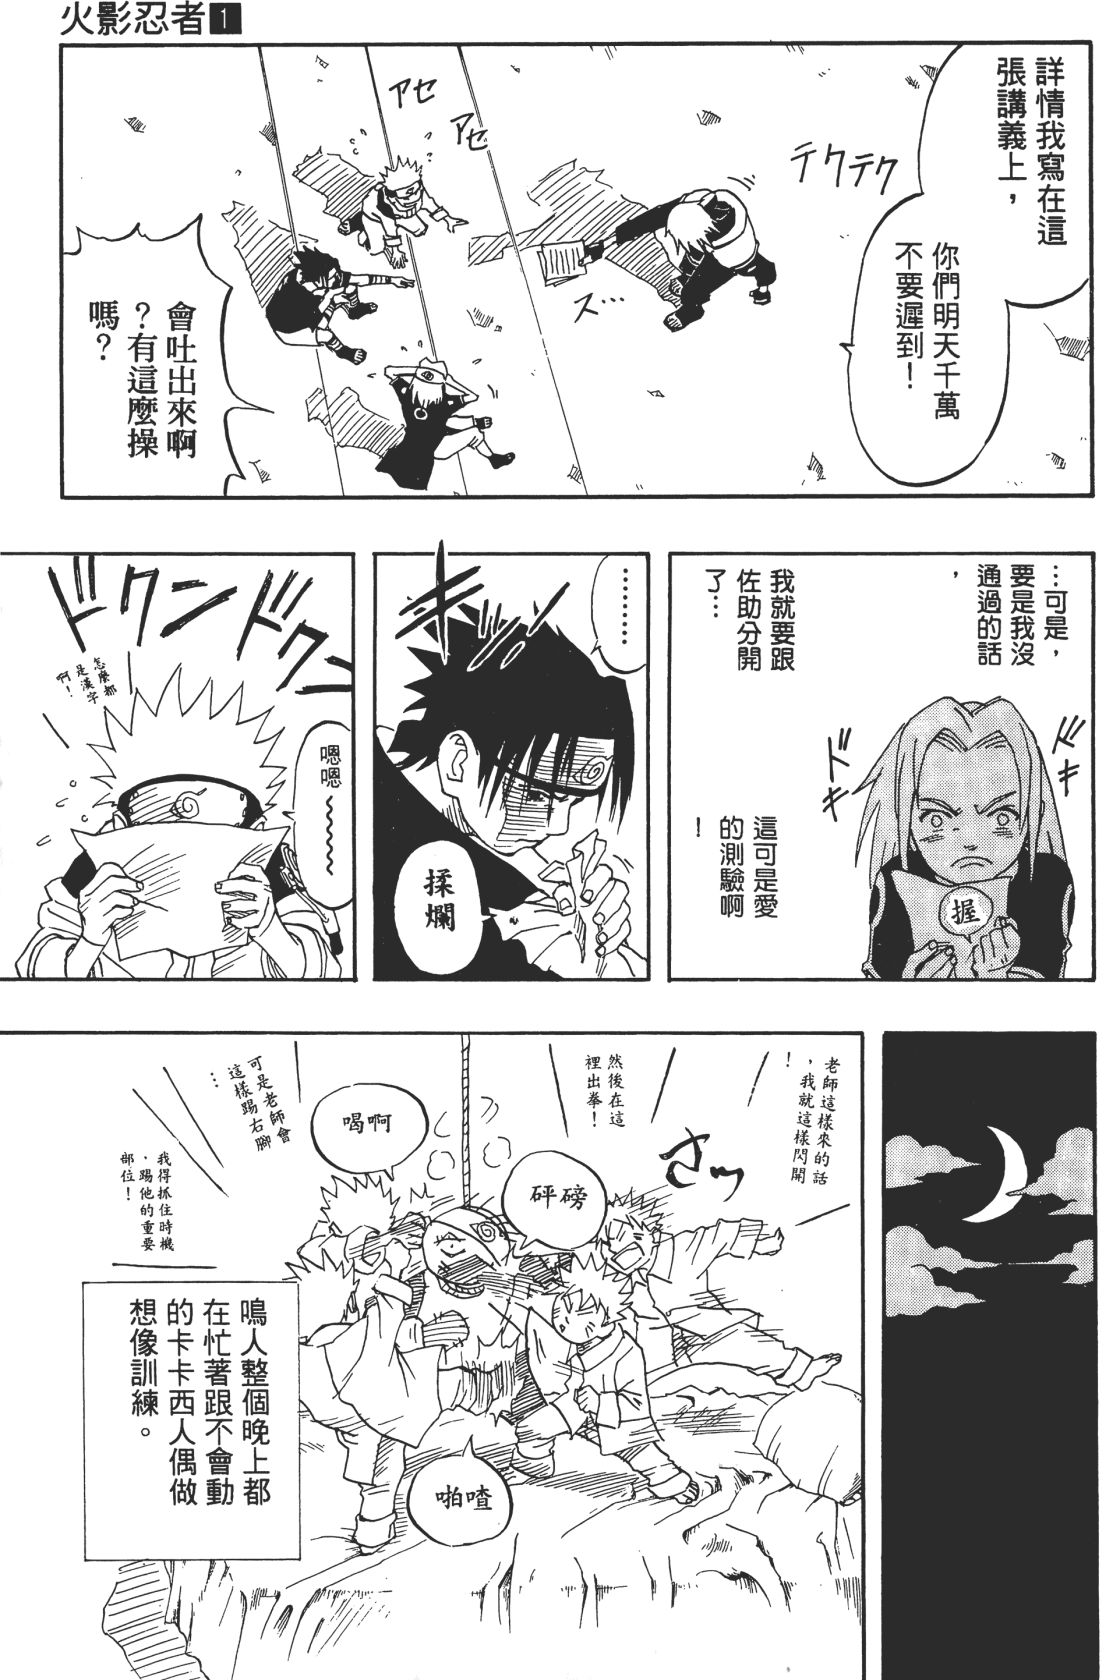 火影忍者1
詳情我寫在這
張講義上，
你們明天千萬
不要遲到！
テクテク
ス…
アセ
アセ
會吐出來啊
？有這麼操
嗎？
…可是，
要是我沒
通過的話
，
我就要跟
佐助分開
了…
這可是愛
的測驗啊
！
ドキ
ドキ
握
………
揉爛
ドクンドクン
嗯嗯～～～～
怎麼都
是漢字
啊！
老師這樣來的話
，我就這樣閃開
！
然後在這
裡出拳！
可是老師會
這樣踢右腳
…
我得抓住時機
，踢他的重要
部位！
喝啊
砰磅
啪喳
さっ
鳴人整個晚上都
在忙著跟不會動
的卡卡西人偶做
想像訓練。